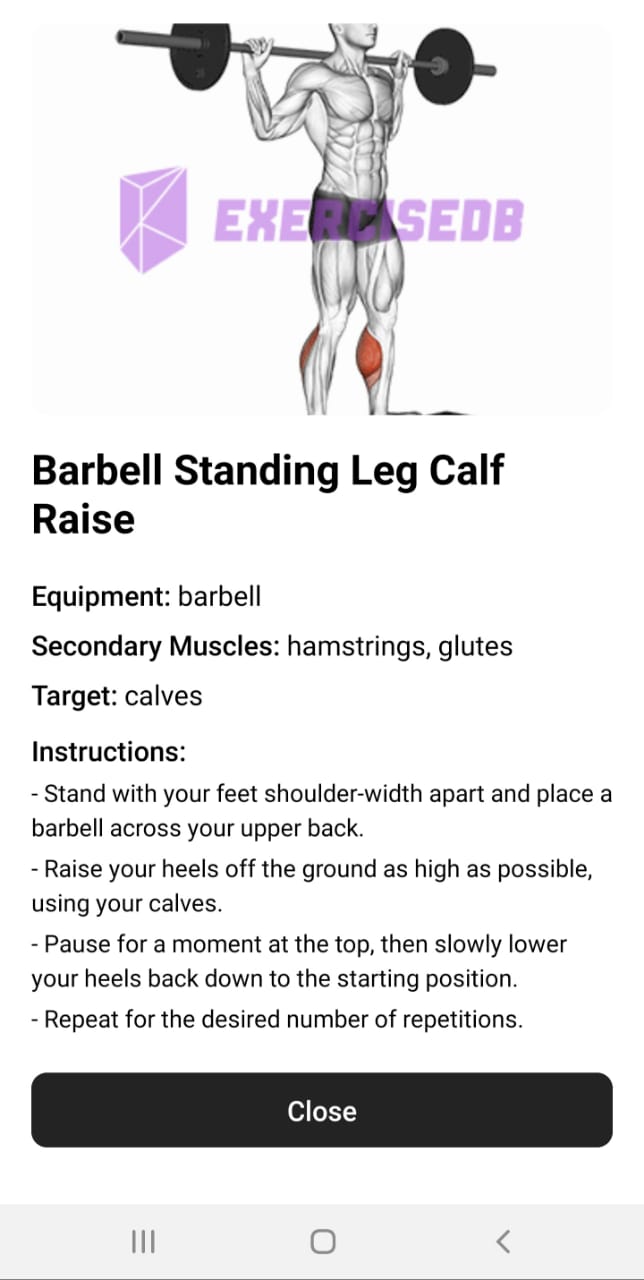 EXERCISEDB
Barbell Standing Leg Calf
Raise
Equipment: barbell
Secondary Muscles: hamstrings, glutes
Target: calves
Instructions:
- Stand with your feet shoulder-width apart and place a
barbell across your upper back.
- Raise your heels off the ground as high as possible,
using your calves.
- Pause for a moment at the top, then slowly lower
your heels back down to the starting position.
- Repeat for the desired number of repetitions.
Close